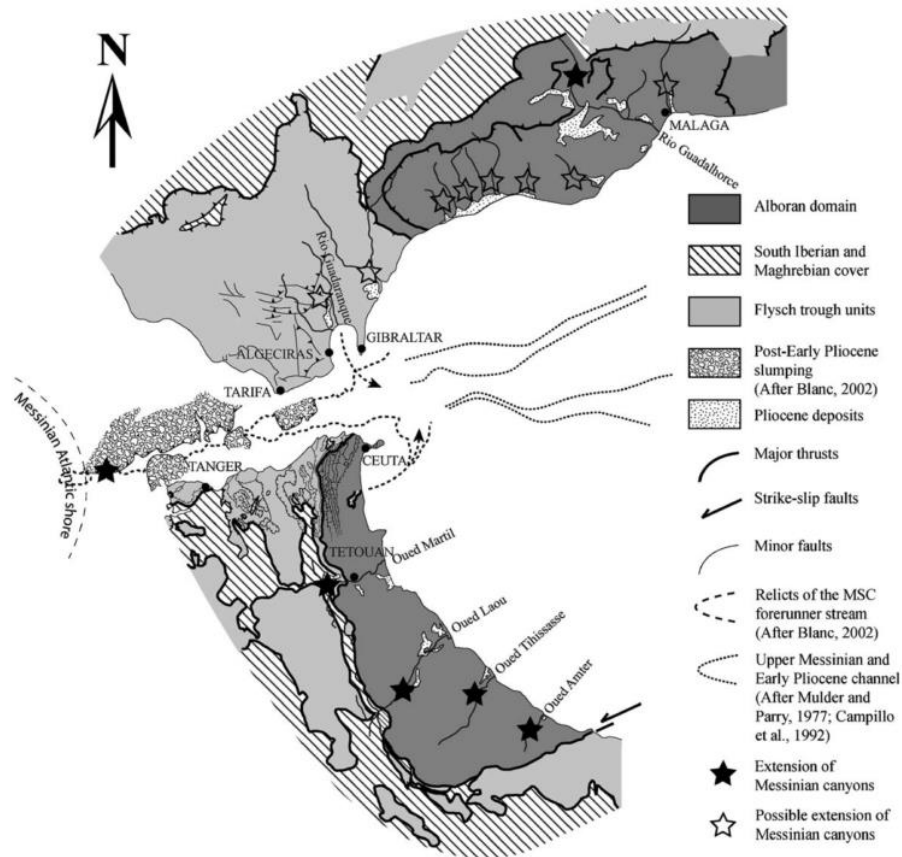 N
MALAGA
Rio Guadalhorce
Rio Guadaranque
GIBRALTAR
ALGECIRAS
TARIFA
Messinian Atlantic shore
TANGER
CEUTA
TETOUAN
Oued Martil
Oued Laou
Oued Tihissasse
Oued Amter
Alboran domain
South Iberian and
Maghrebian cover
Flysch trough units
Post-Early Pliocene
slumping
(After Blanc, 2002)
Pliocene deposits
Major thrusts
Strike-slip faults
Minor faults
Relicts of the MSC
forerunner stream
(After Blanc, 2002)
Upper Messinian and
Early Pliocene channel
(After Mulder and
Parry, 1977; Campillo
et al., 1992)
Extension of
Messinian canyons
Possible extension of
Messinian canyons